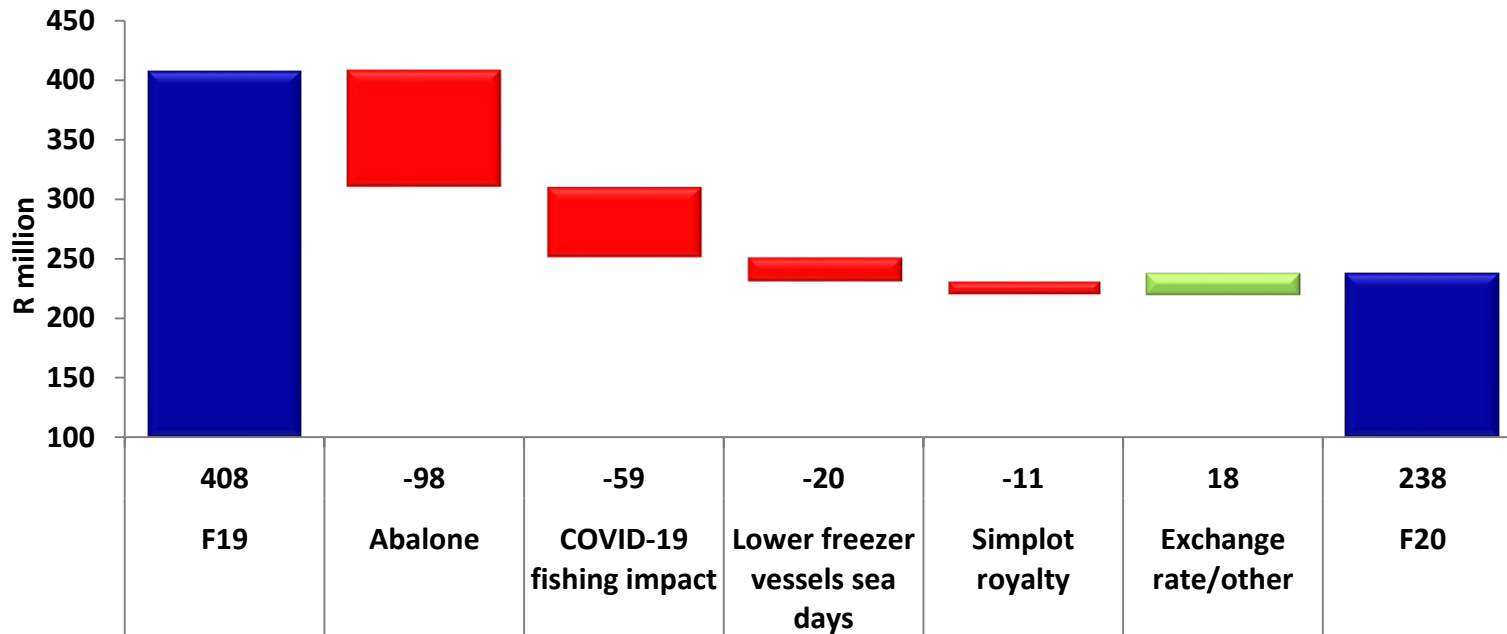 450
400
350
300
250
200
150
100
R million
408 -98 -59 -20 -11 18 238
F19 Abalone COVID-19 Lower freezer Simplot Exchange F20
fishing impact vessels sea royalty rate/other
days